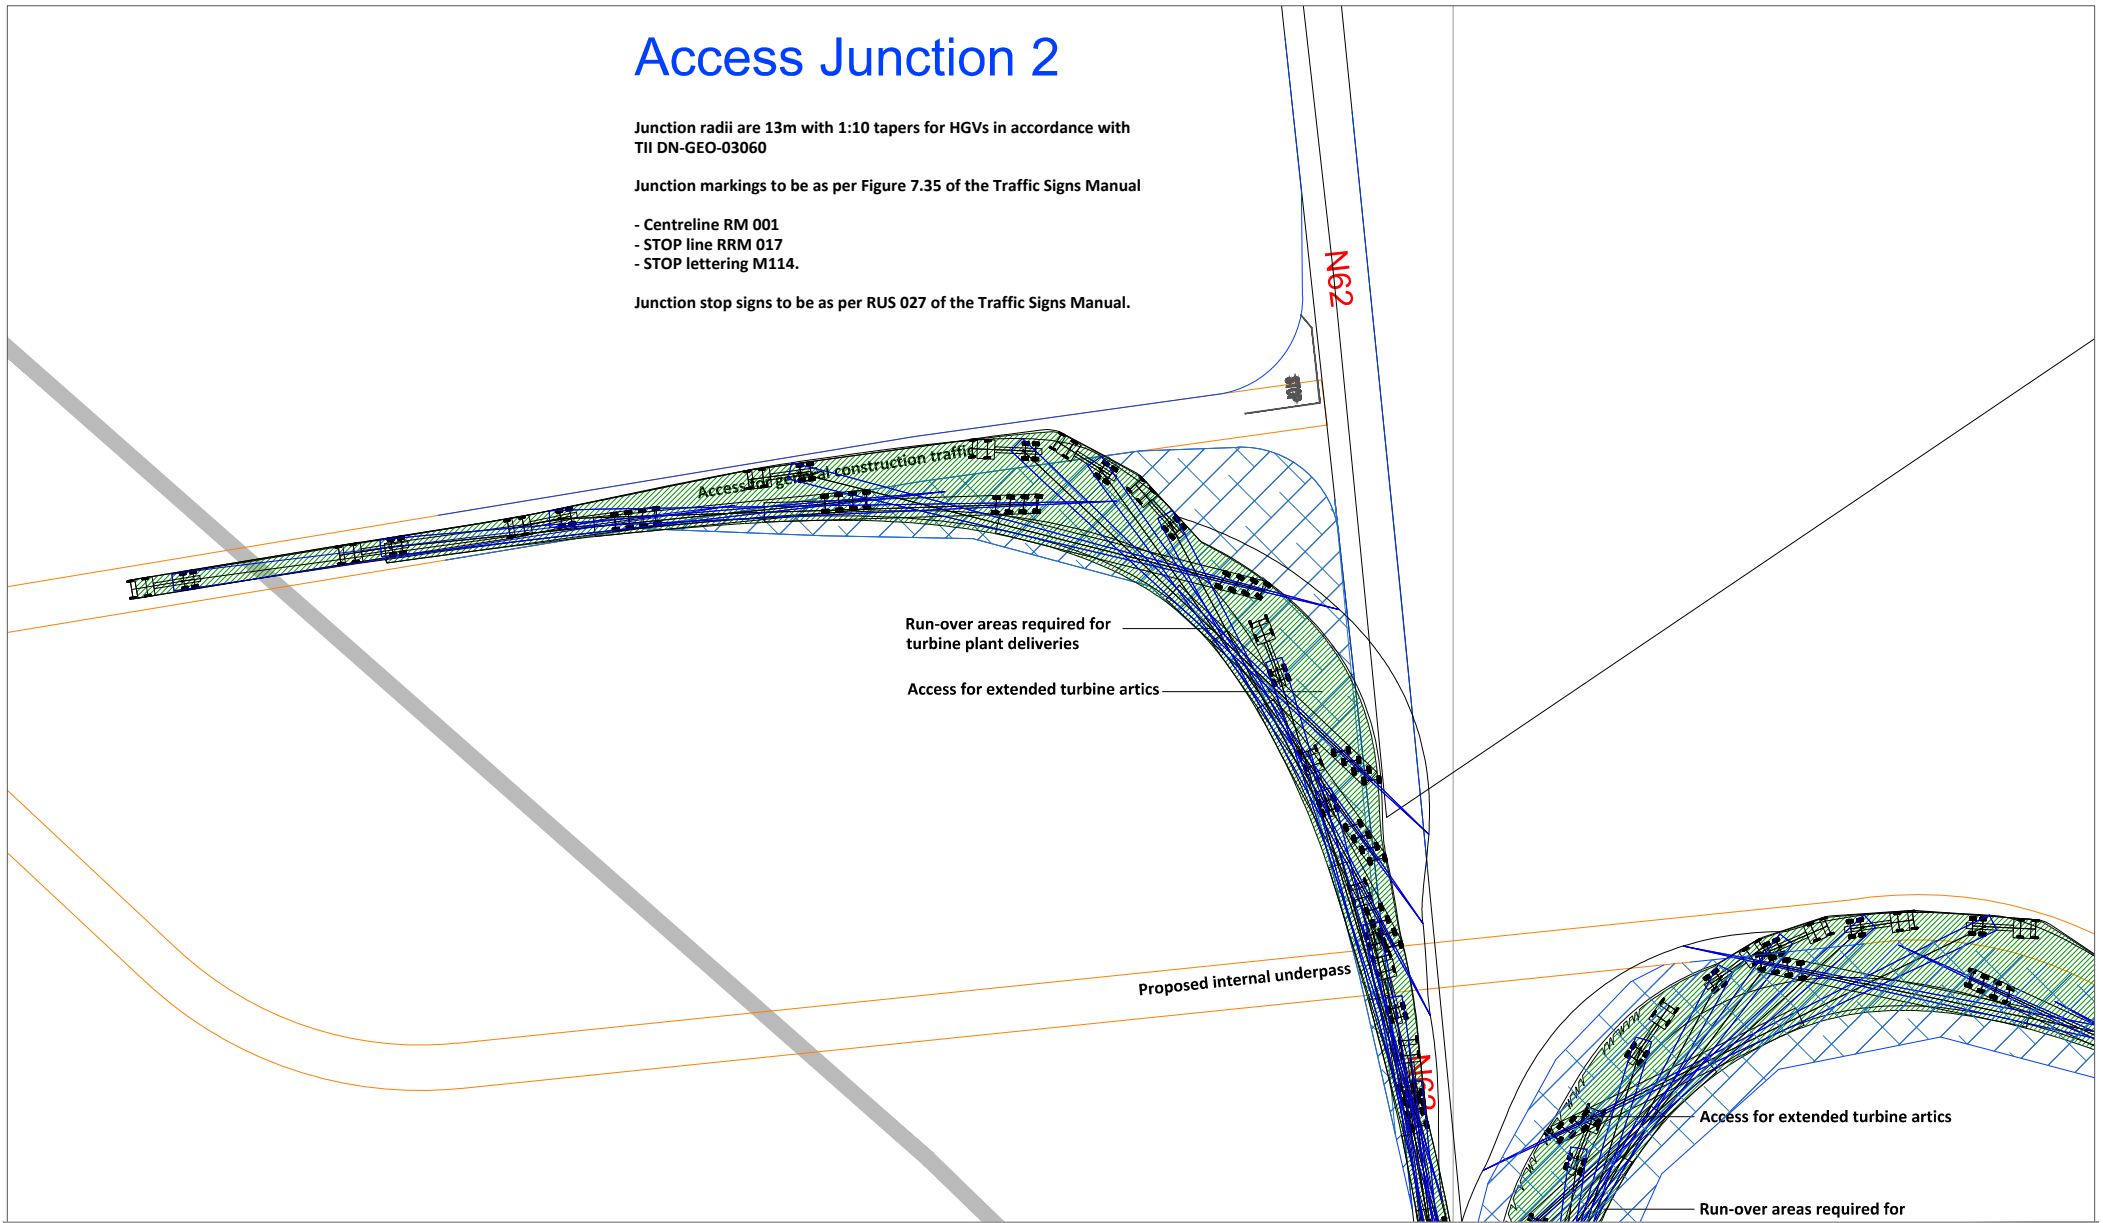 Access Junction 2
Junction radii are 13m with 1:10 tapers for HGVs in accordance with
TII DN-GEO-03060
Junction markings to be as per Figure 7.35 of the Traffic Signs Manual
- Centreline RM 001
- STOP line RRM 017
- STOP lettering M114.
Junction stop signs to be as per RUS 027 of the Traffic Signs Manual.
N62
STOP
Access for general construction traffic
Run-over areas required for
turbine plant deliveries
Access for extended turbine artics
Proposed internal underpass
N62
Access for extended turbine artics
Run-over areas required for